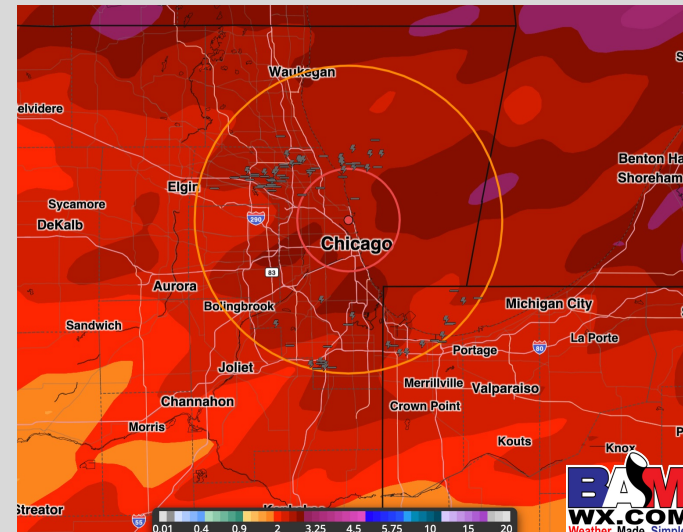 Waukegan
elvidere
Benton Ha
Shoreham
Elgin
Sycamore
290
DeKalb
Chicago
83
Aurora
Bolingbrook
Michigan City
Sandwich
La Porte
80
Portage
Joliet
Merrillville
Valparaiso
Channahon
Crown Point
Morris
Kouts
Knox
BAM
WX.COM
Weather Made Simple
Streator
55
0.01 0.4 0.9 2 3.25 4.5 5.75 10 15 20